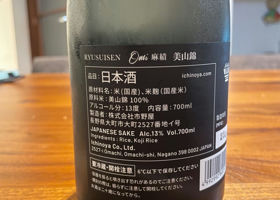 RYUSUISEN Omi 麻績 美山錦
ichinoya.com
品目:日本酒
原材料名:米(国産)、米麹(国産米)
原料米:美山錦 100%
アルコール分:13度 内容量:700ml
製造者:株式会社市野屋
長野県大町市大町2527番地イ号
JAPANESE SAKE Alc.13% Vol.700ml
Ingredients: Rice, Koji Rice
Ichinoya Co., Ltd.
2527-i Omachi, Omachi-shi, Nagano 398 0002 JAPAN
要冷蔵・開栓注意